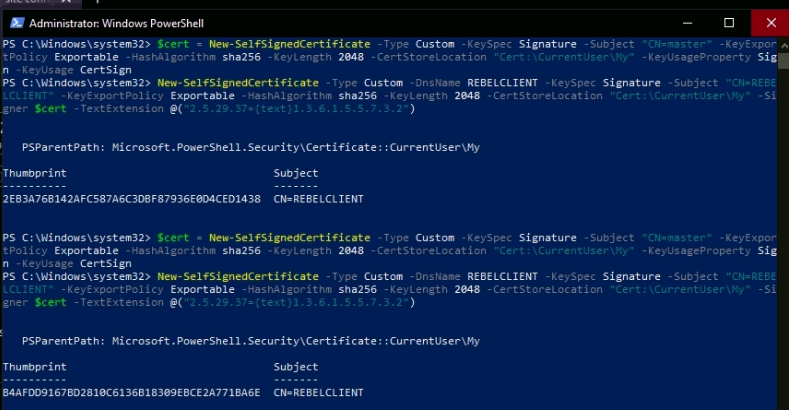 Administrator: Windows PowerShell
PS C:\Windows\system32> $cert = New-SelfSignedCertificate -Type Custom -KeySpec Signature -Subject "CN=master" -KeyExpor
tPolicy Exportable -HashAlgorithm sha256 -KeyLength 2048 -CertStoreLocation "Cert:\CurrentUser\My" -KeyUsageProperty Sig
n -KeyUsage CertSign
PS C:\Windows\system32> New-SelfSignedCertificate -Type Custom -DnsName REBELCLIENT -KeySpec Signature -Subject "CN=REBE
LCLIENT" -KeyExportPolicy Exportable -HashAlgorithm sha256 -KeyLength 2048 -CertStoreLocation "Cert:\CurrentUser\My" -Si
gner $cert -TextExtension @("2.5.29.37={text}1.3.6.1.5.5.7.3.2")
PSParentPath: Microsoft.PowerShell.Security\Certificate::CurrentUser\My
Thumbprint Subject
---------- -------
2EB3A76B142AFC587A6C3DBF87936E0D4CED1438 CN=REBELCLIENT
PS C:\Windows\system32> $cert = New-SelfSignedCertificate -Type Custom -KeySpec Signature -Subject "CN=master" -KeyExpor
tPolicy Exportable -HashAlgorithm sha256 -KeyLength 2048 -CertStoreLocation "Cert:\CurrentUser\My" -KeyUsageProperty Sig
n -KeyUsage CertSign
PS C:\Windows\system32> New-SelfSignedCertificate -Type Custom -DnsName REBELCLIENT -KeySpec Signature -Subject "CN=REBE
LCLIENT" -KeyExportPolicy Exportable -HashAlgorithm sha256 -KeyLength 2048 -CertStoreLocation "Cert:\CurrentUser\My" -Si
gner $cert -TextExtension @("2.5.29.37={text}1.3.6.1.5.5.7.3.2")
PSParentPath: Microsoft.PowerShell.Security\Certificate::CurrentUser\My
Thumbprint Subject
---------- -------
B4AFDD9167BD2810C6136B18309EBCE2A771BA6E CN=REBELCLIENT